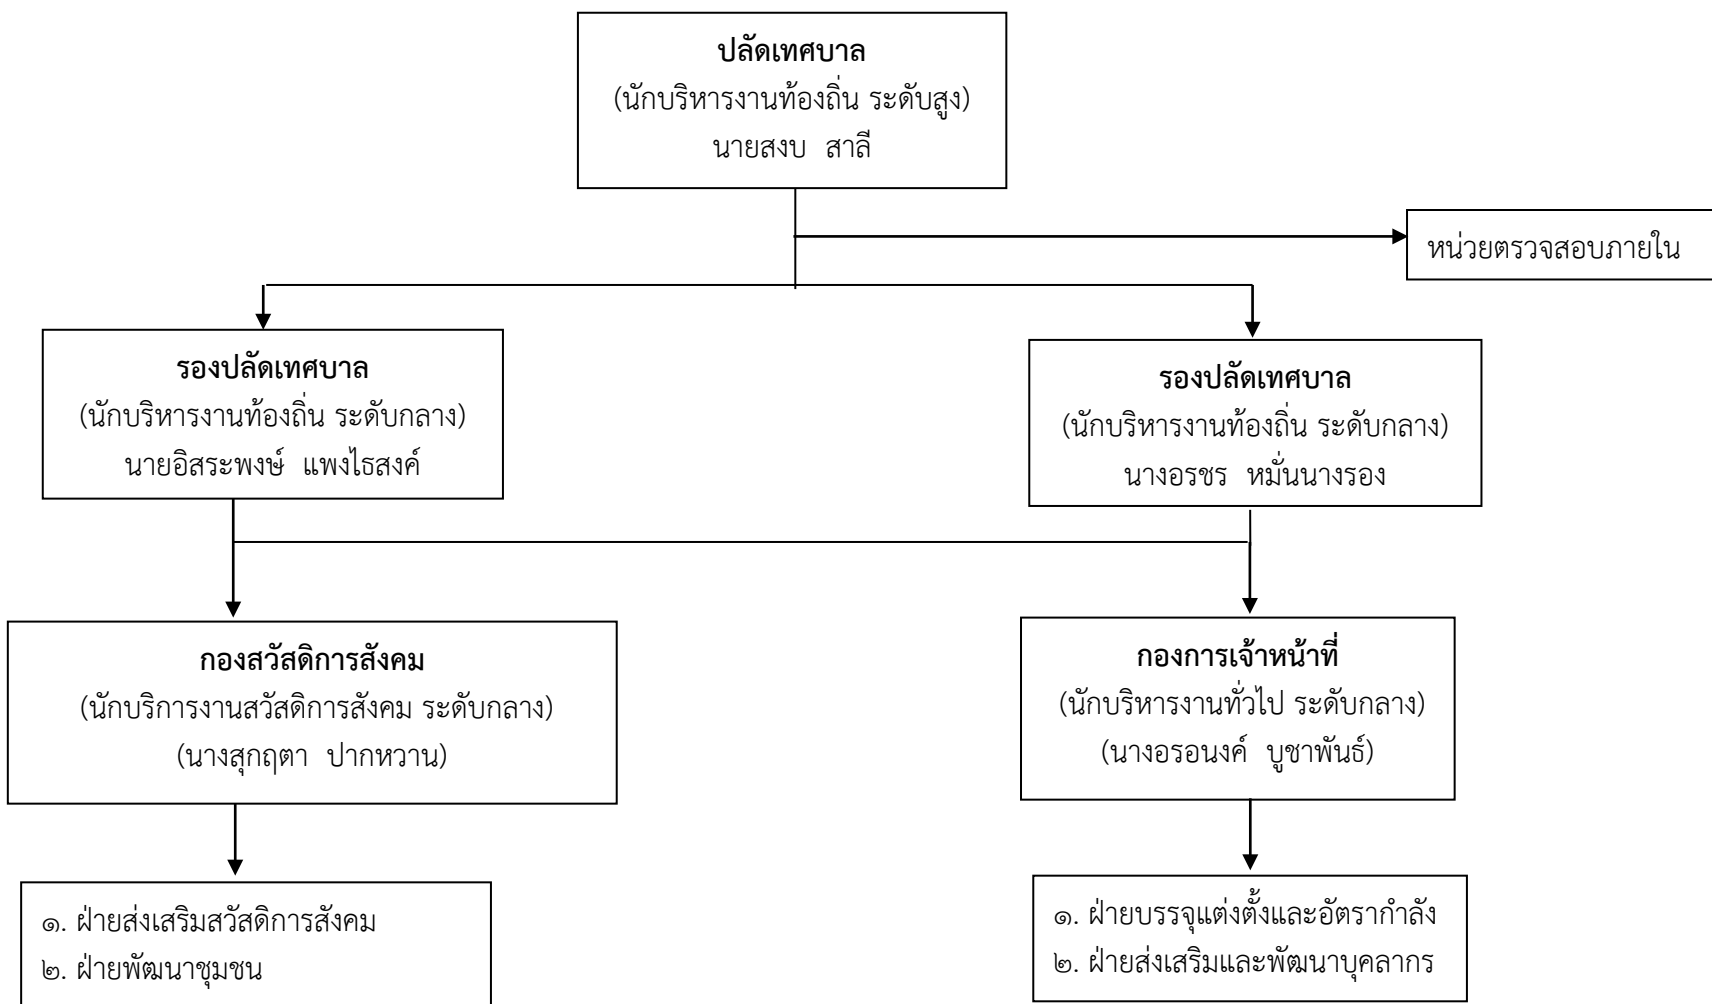 ปลัดเทศบาล
(นักบริหารงานท้องถิ่น ระดับสูง)
นายสงบ สาลี
หน่วยตรวจสอบภายใน
รองปลัดเทศบาล
(นักบริหารงานท้องถิ่น ระดับกลาง)
นายอิสระพงษ์ แพงไธสงค์
รองปลัดเทศบาล
(นักบริหารงานท้องถิ่น ระดับกลาง)
นางอรชร หมั่นนางรอง
กองสวัสดิการสังคม
(นักบริการงานสวัสดิการสังคม ระดับกลาง)
(นางสุกฤตา ปากหวาน)
กองการเจ้าหน้าที่
(นักบริหารงานทั่วไป ระดับกลาง)
(นางอรอนงค์ บูชาพันธ์)
๑. ฝ่ายส่งเสริมสวัสดิการสังคม
๒. ฝ่ายพัฒนาชุมชน
๑. ฝ่ายบรรจุแต่งตั้งและอัตรากำลัง
๒. ฝ่ายส่งเสริมและพัฒนาบุคลากร